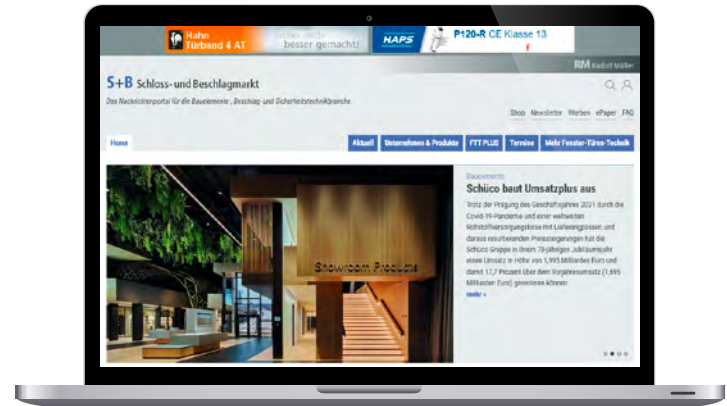 Hahn
Türband 4 AT
besser gemacht!
HAPS
P120-R CE Klasse 13
RM Rudolf Müller
S+B Schloss- und Beschlagmarkt
Das Nachrichtenportal für die Bauelemente-, Beschlag- und Sicherheitstechnikbranche
Shop Newsletter Werben ePaper FAQ
Home
Aktuell
Unternehmen & Produkte
FTT PLUS
Termine
Mehr Fenster-Türen-Technik
Bauelemente
Schüco baut Umsatzplus aus
Trotz der Prägung des Geschäftsjahres 2021 durch die
Covid-19-Pandemie und einer weltweiten
Rohstoffversorgungskrise mit Lieferengpässen und
daraus resultierenden Preissteigerungen hat die
Schüco Gruppe in ihrem 70-jährigen Jubiläumsjahr
einen Umsatz in Höhe von 1,995 Milliarden Euro und
damit 17,7 Prozent über dem Vorjahresumsatz (1,695
Milliarden Euro) generieren können.
mehr »
Showroom Products